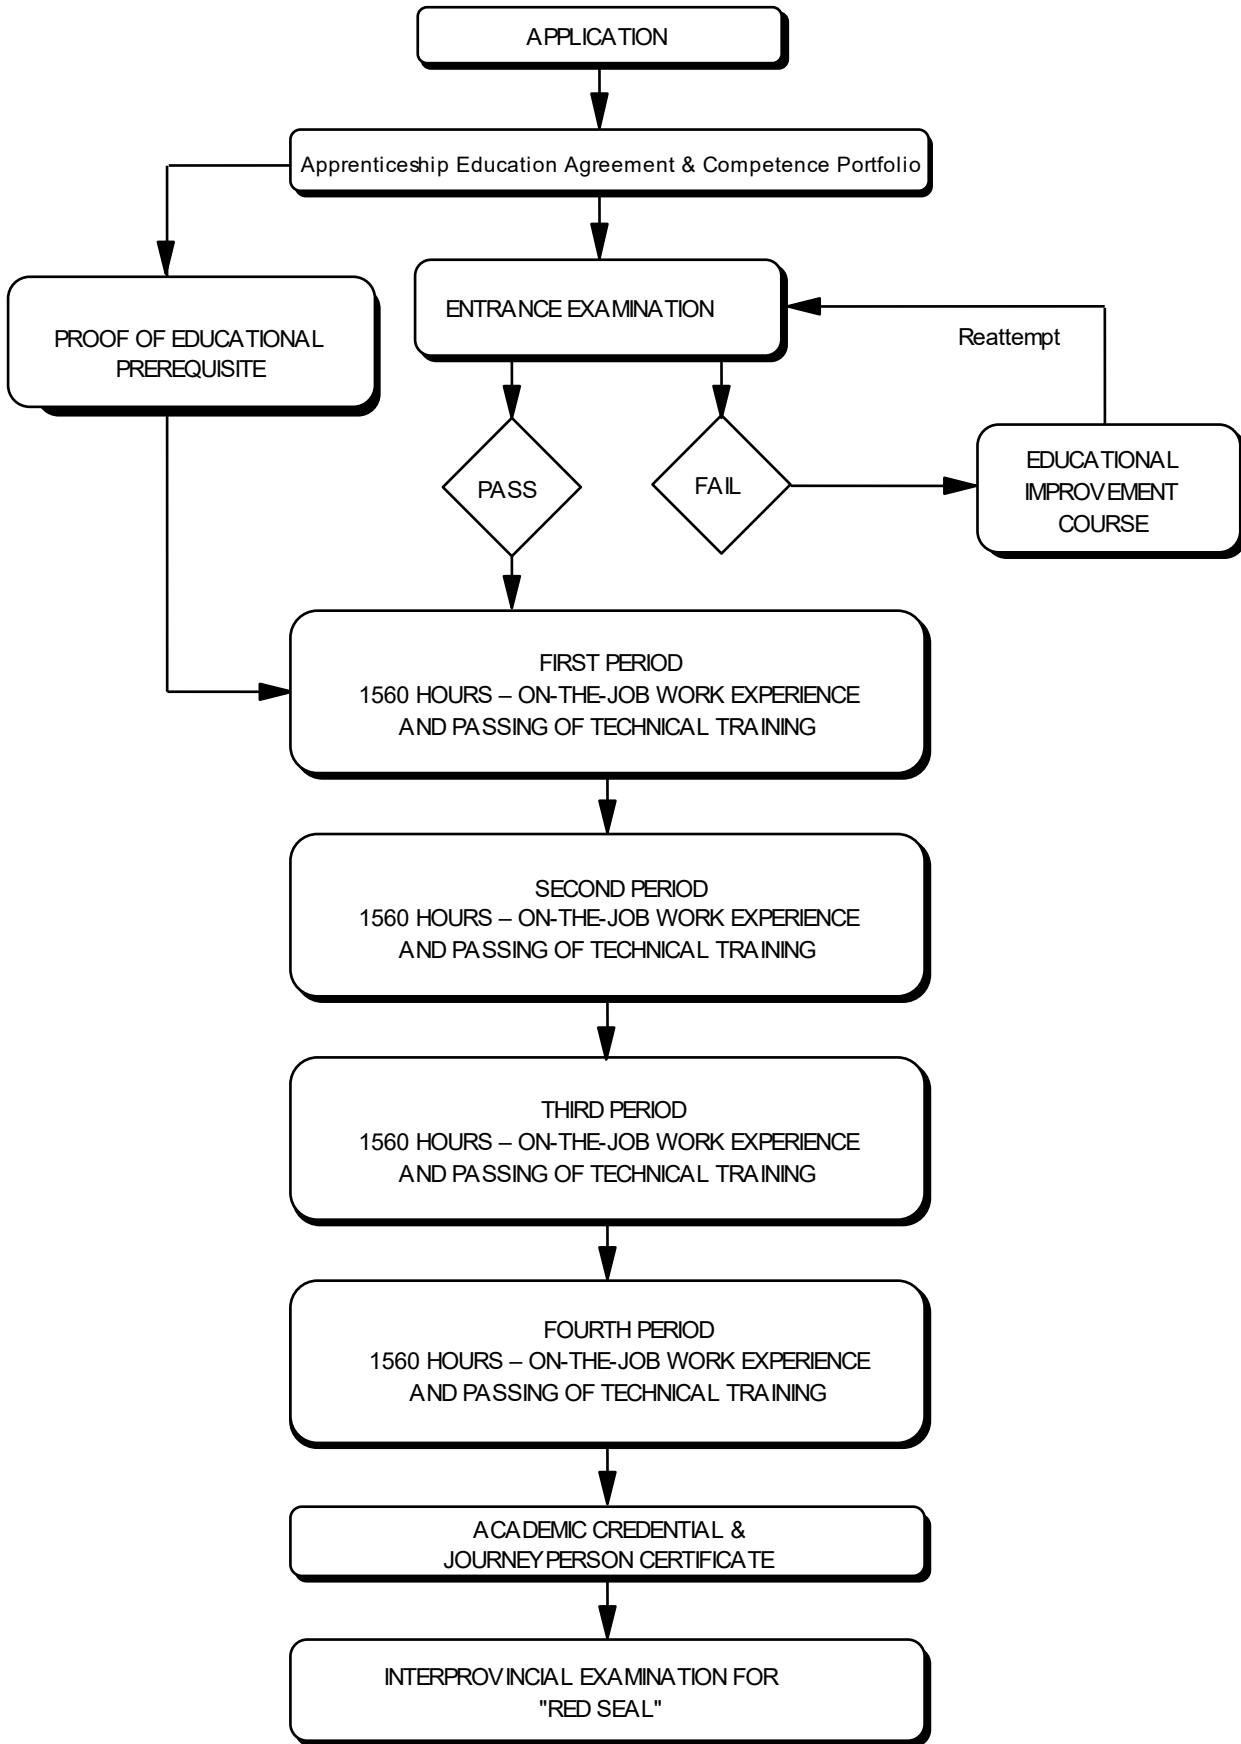 APPLICATION
Apprenticeship Education Agreement & Competence Portfolio
ENTRANCE EXAMINATION
Reattempt
PROOF OF EDUCATIONAL
PREREQUISITE
PASS
FAIL
EDUCATIONAL
IMPROVEMENT
COURSE
FIRST PERIOD
1560 HOURS – ON-THE-JOB WORK EXPERIENCE
AND PASSING OF TECHNICAL TRAINING
SECOND PERIOD
1560 HOURS – ON-THE-JOB WORK EXPERIENCE
AND PASSING OF TECHNICAL TRAINING
THIRD PERIOD
1560 HOURS – ON-THE-JOB WORK EXPERIENCE
AND PASSING OF TECHNICAL TRAINING
FOURTH PERIOD
1560 HOURS – ON-THE-JOB WORK EXPERIENCE
AND PASSING OF TECHNICAL TRAINING
ACADEMIC CREDENTIAL &
JOURNEYPERSON CERTIFICATE
INTERPROVINCIAL EXAMINATION FOR
"RED SEAL"